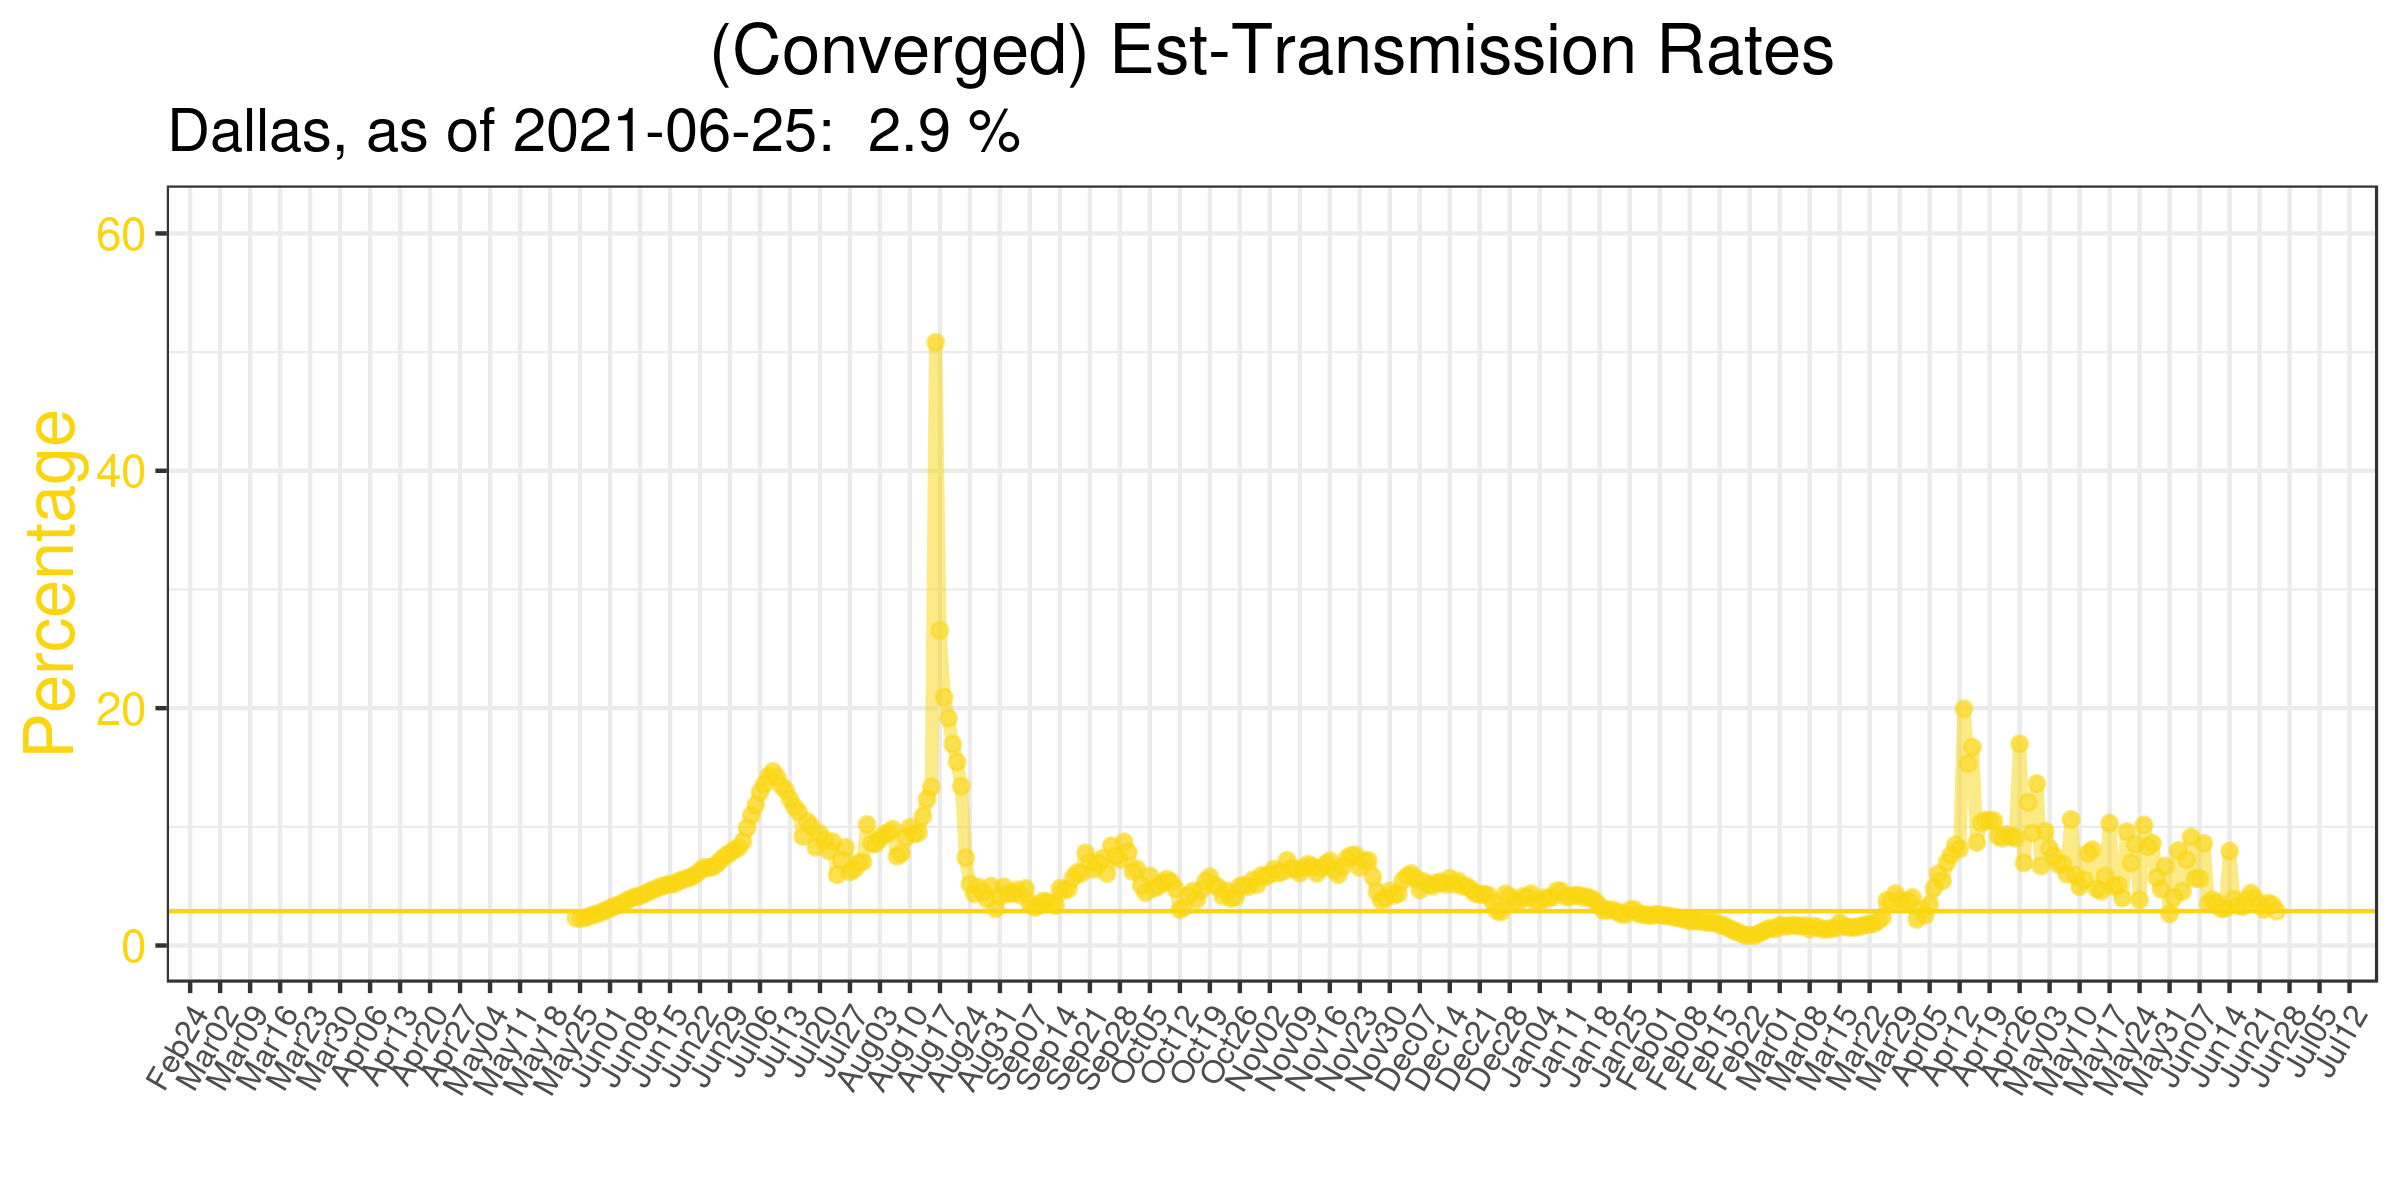 (Converged) Est-Transmission Rates
Dallas, as of 2021-06-25:  2.9 %
Percentage
60
40
20
0
Feb24
Mar02
Mar09
Mar16
Mar23
Mar30
Apr06
Apr13
Apr20
Apr27
May04
May11
May18
May25
Jun01
Jun08
Jun15
Jun22
Jun29
Jul06
Jul13
Jul20
Jul27
Aug03
Aug10
Aug17
Aug24
Aug31
Sep07
Sep14
Sep21
Sep28
Oct05
Oct12
Oct19
Oct26
Nov02
Nov09
Nov16
Nov23
Nov30
Dec07
Dec14
Dec21
Dec28
Jan04
Jan11
Jan18
Jan25
Feb01
Feb08
Feb15
Feb22
Mar01
Mar08
Mar15
Mar22
Mar29
Apr05
Apr12
Apr19
Apr26
May03
May10
May17
May24
May31
Jun07
Jun14
Jun21
Jun28
Jul05
Jul12